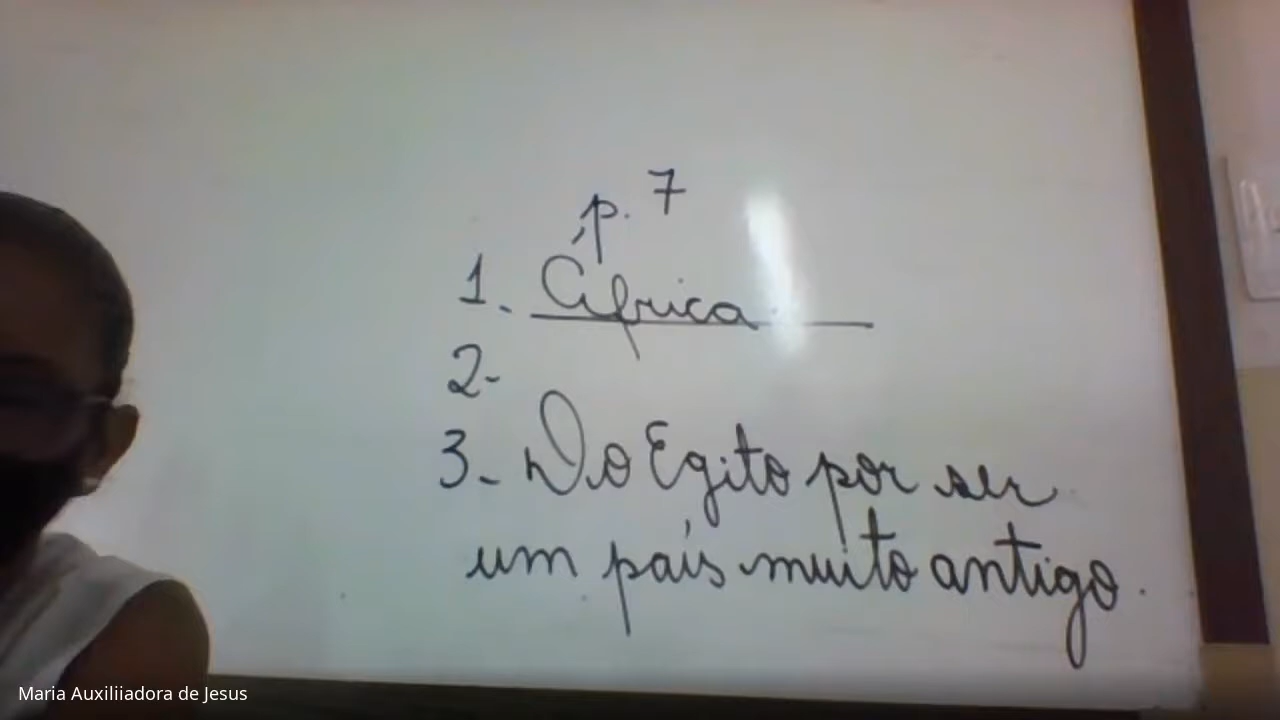 p. 7
1. África
2-
3- Do Egito por ser
um país muito antigo.
Maria Auxiliiadora de Jesus